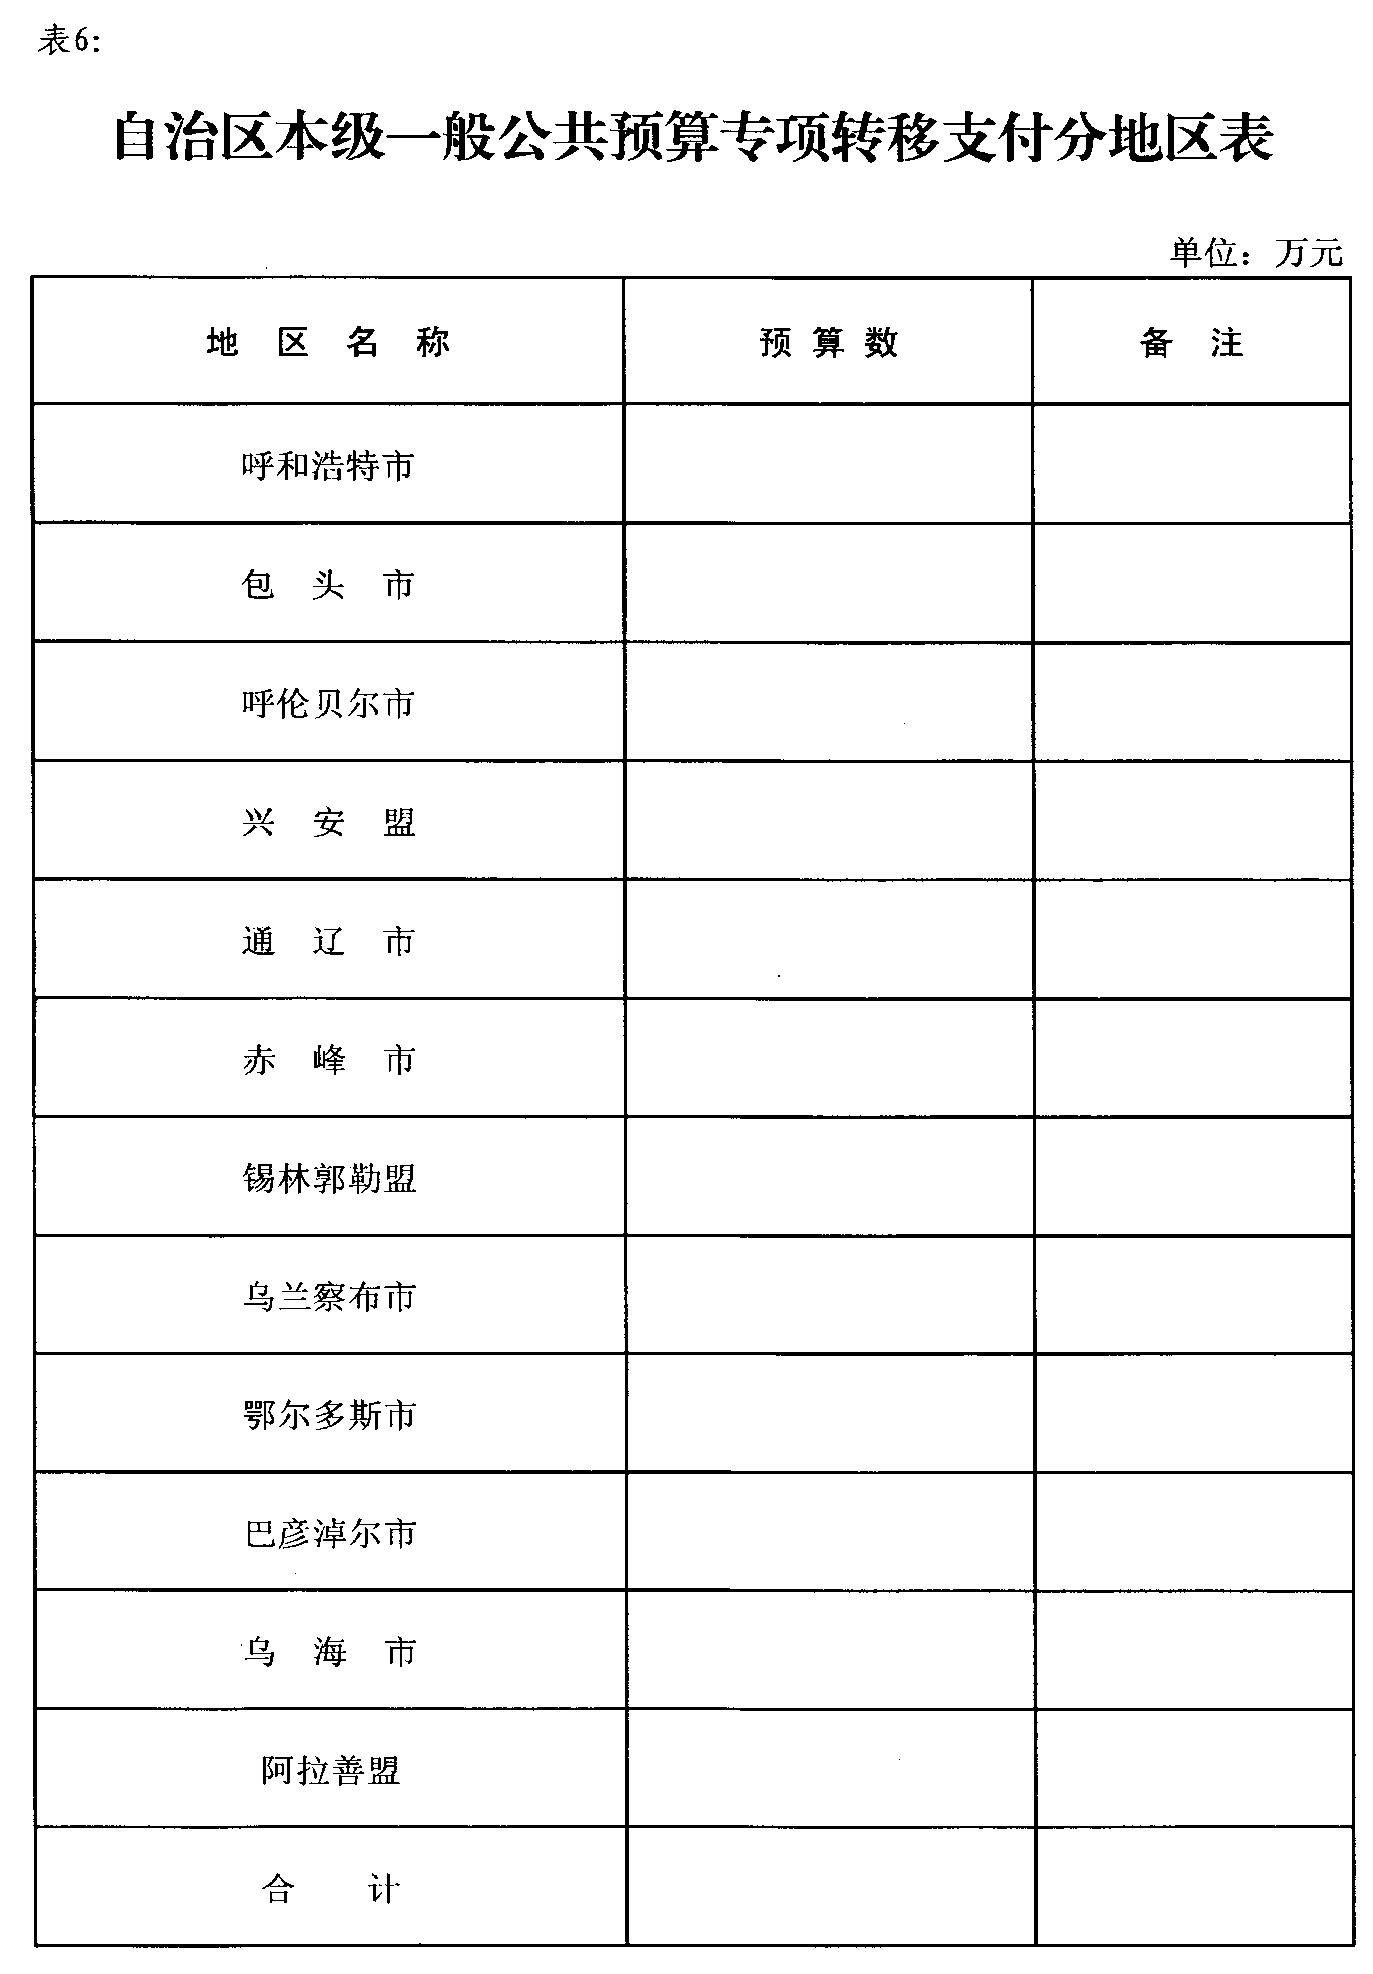 表6:
自治区本级一般公共预算专项转移支付分地区表
单位：万元
地 区 名 称 预 算 数 备 注
呼和浩特市
包 头 市
呼伦贝尔市
兴 安 盟
通 辽 市
赤 峰 市
锡林郭勒盟
乌兰察布市
鄂尔多斯市
巴彦淖尔市
乌 海 市
阿拉善盟
合 计